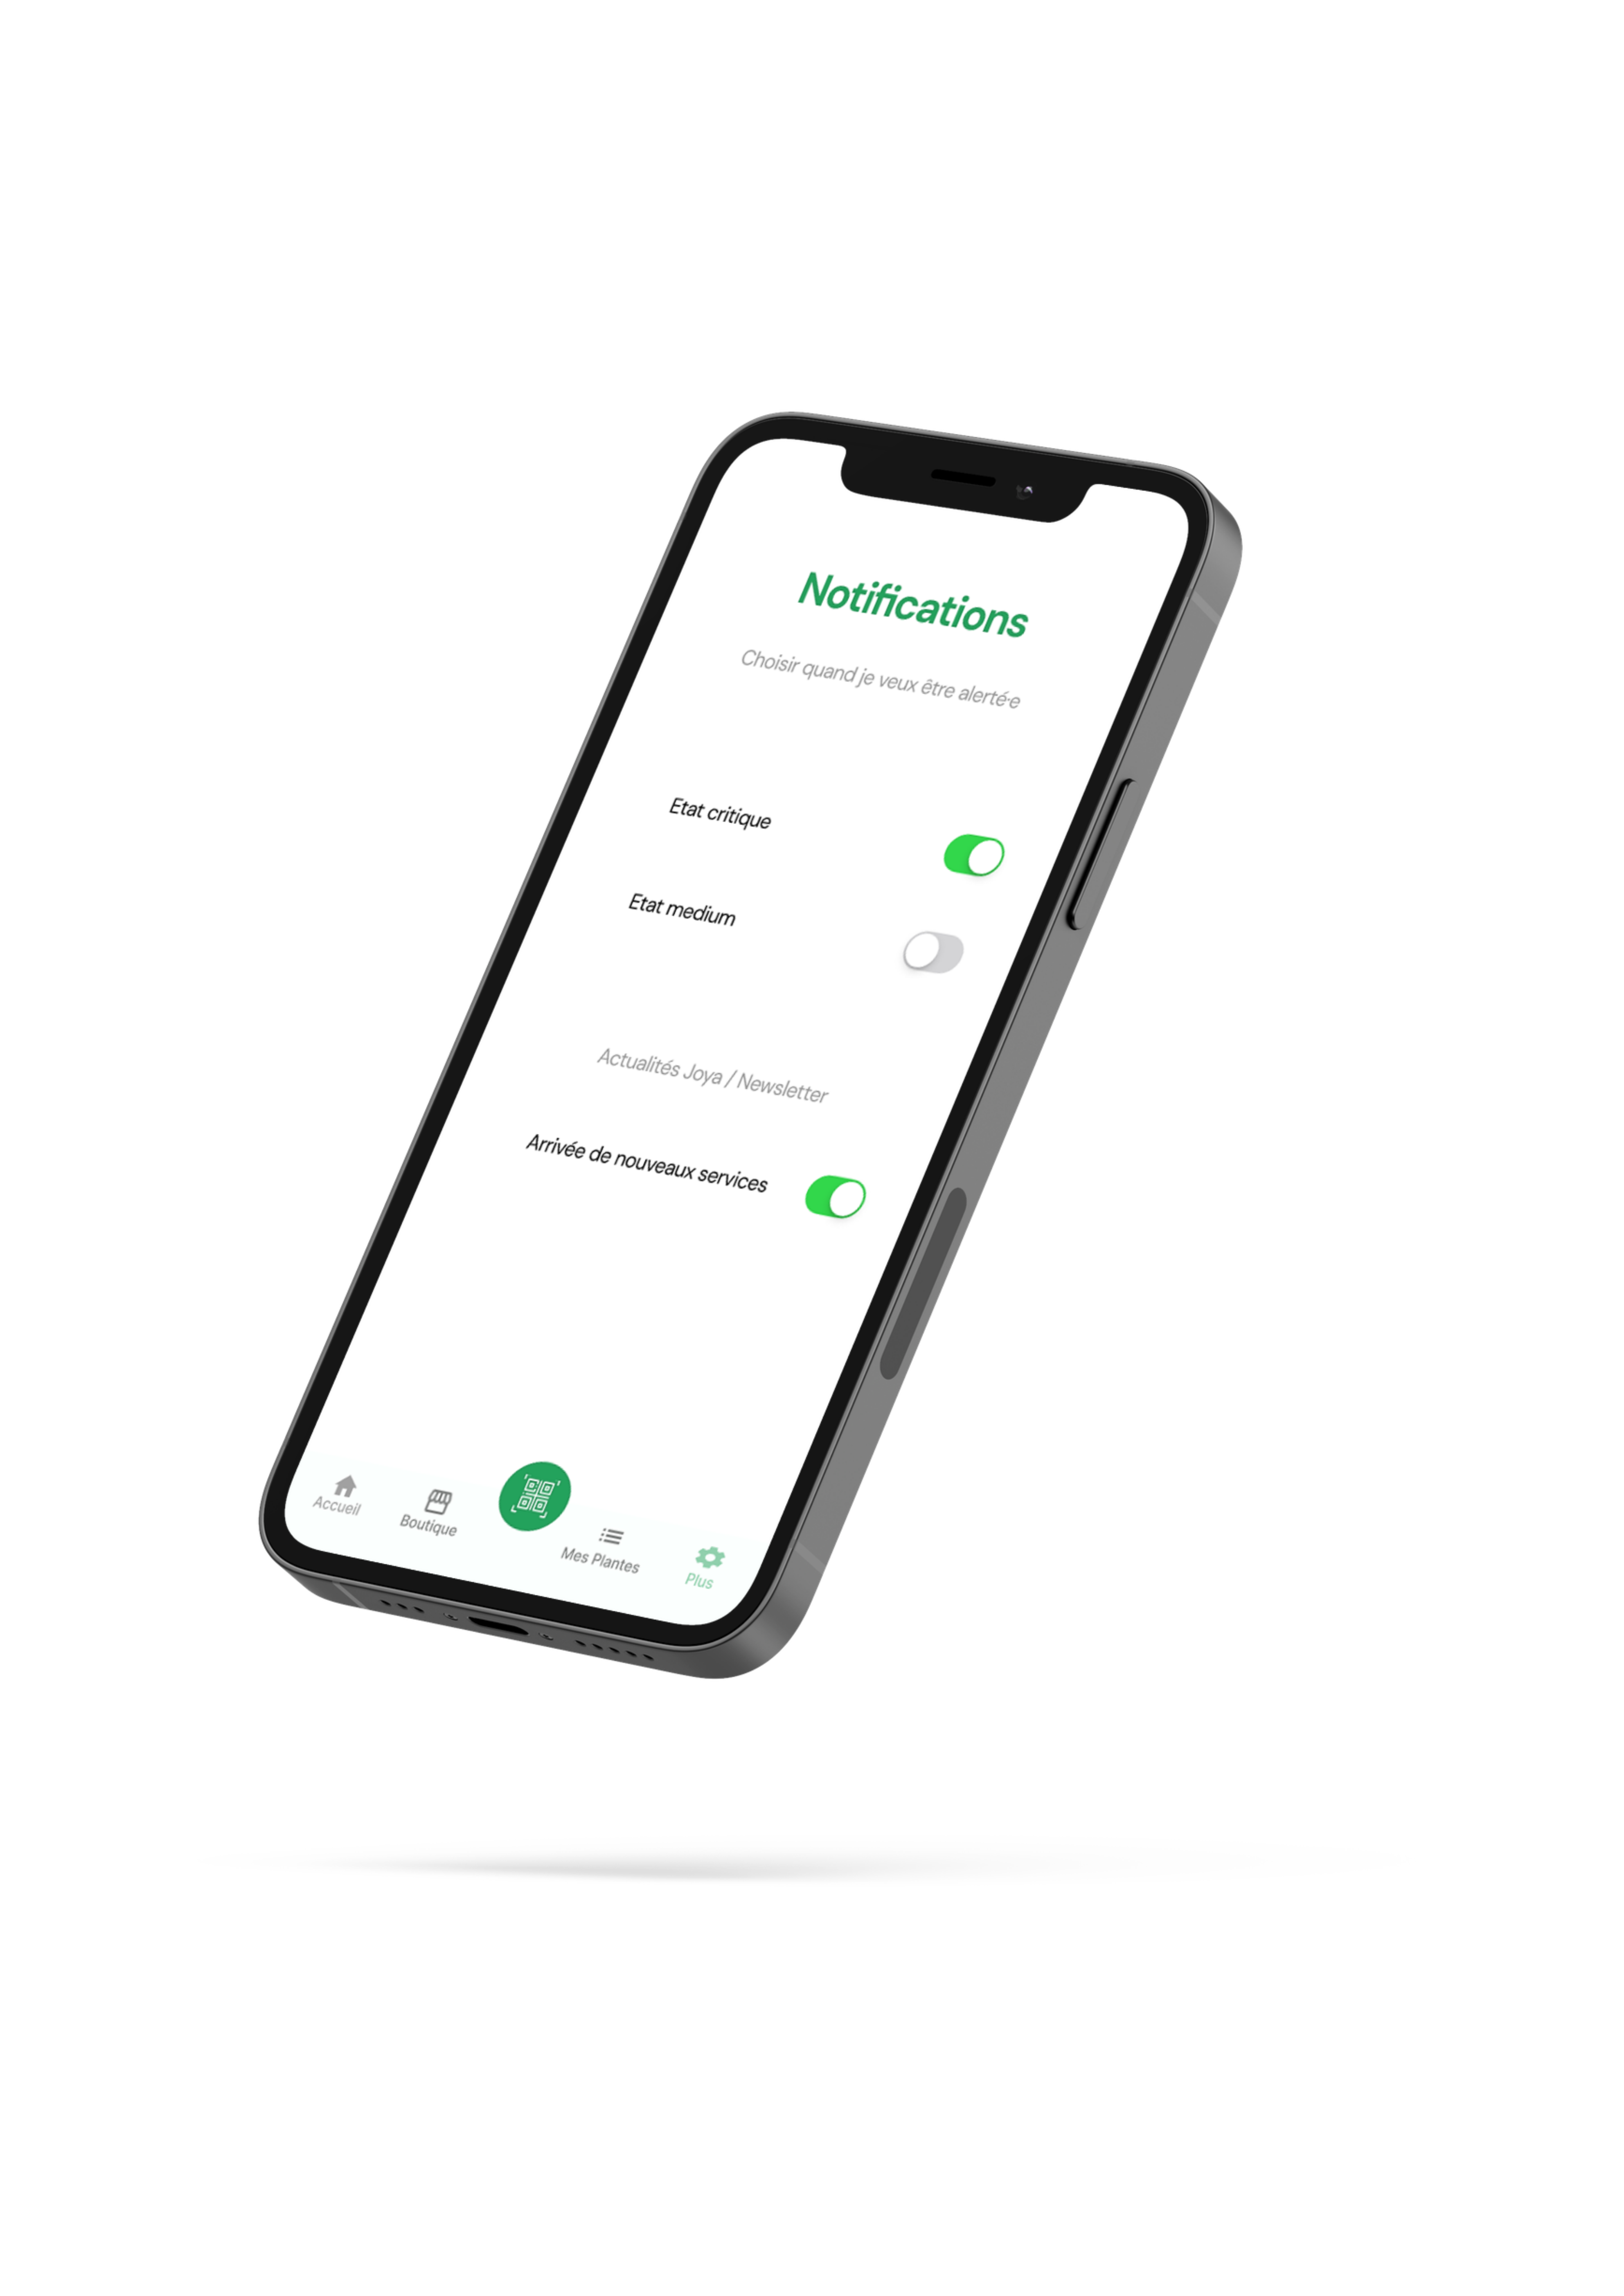 Notifications
Choisir quand je veux être alerté·e
Etat critique
Etat medium
Actualités Joya / Newsletter
Arrivée de nouveaux services
Accueil
Boutique
Mes Plantes
Plus